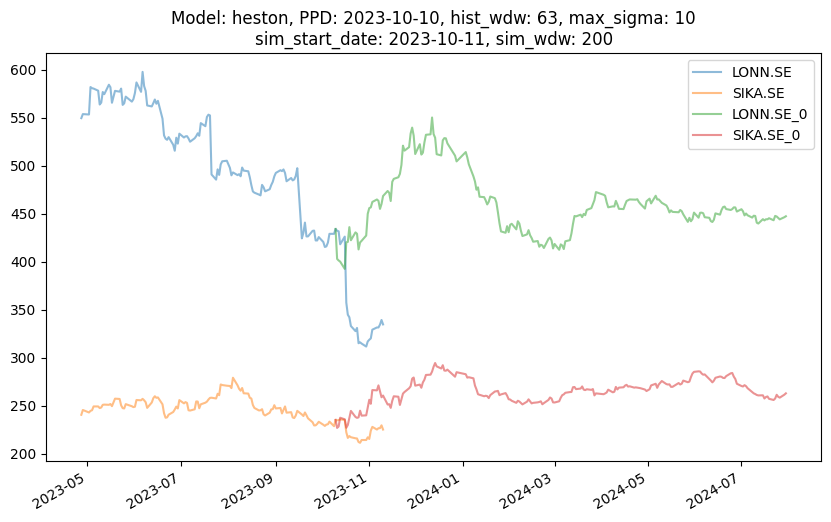 Model: heston, PPD: 2023-10-10, hist_wdw: 63, max_sigma: 10
sim_start_date: 2023-10-11, sim_wdw: 200
LONN.SE
SIKA.SE
LONN.SE_0
SIKA.SE_0
600
550
500
450
400
350
300
250
200
2023-05
2023-07
2023-09
2023-11
2024-01
2024-03
2024-05
2024-07